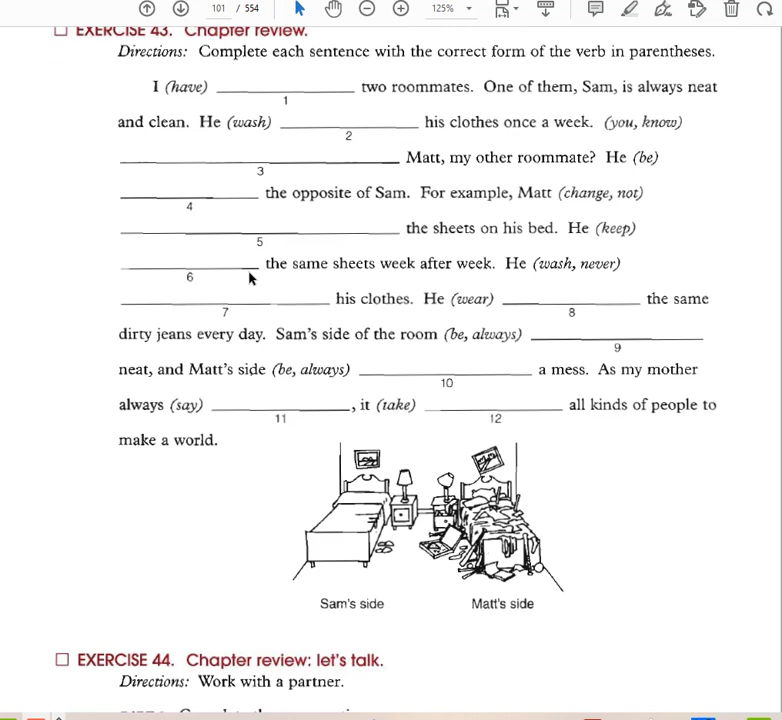 101 / 554
125%
EXERCISE 43. Chapter review.
Directions: Complete each sentence with the correct form of the verb in parentheses.
I (have) ____________ two roommates. One of them, Sam, is always neat
1
and clean. He (wash) ____________ his clothes once a week. (you, know)
2
____________ Matt, my other roommate? He (be)
3
____________ the opposite of Sam. For example, Matt (change, not)
4
____________ the sheets on his bed. He (keep)
5
____________ the same sheets week after week. He (wash, never)
6
____________ his clothes. He (wear) ____________ the same
7 8
dirty jeans every day. Sam's side of the room (be, always) ____________
9
neat, and Matt's side (be, always) ____________ a mess. As my mother
10
always (say) ____________, it (take) ____________ all kinds of people to
11 12
make a world.
Sam's side Matt's side
EXERCISE 44. Chapter review: let's talk.
Directions: Work with a partner.